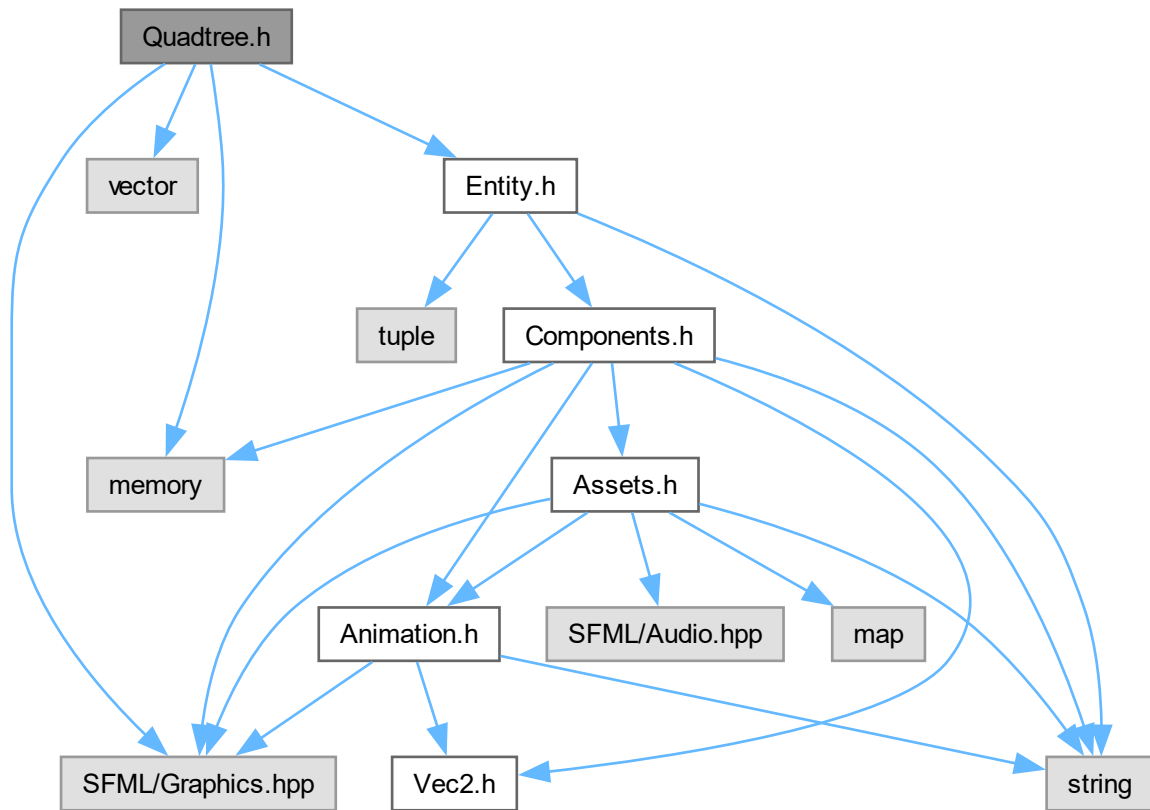 Quadtree.h
vector
Entity.h
tuple
Components.h
memory
Assets.h
Animation.h
SFML/Audio.hpp
map
SFML/Graphics.hpp
Vec2.h
string